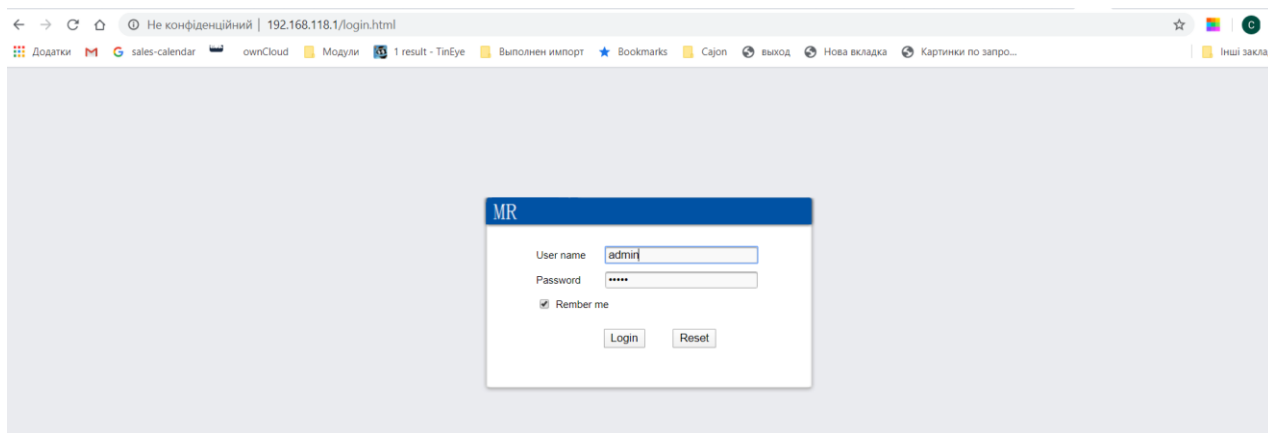 Не конфіденційний | 192.168.118.1/login.html C
Додатки sales-calendar ownCloud Модули 1 result - TinEye Выполнен импорт Bookmarks Cajon выход Нова вкладка Картинки по запро... Інші закла
MR
User name admin
Password •••••
Rember me
Login Reset